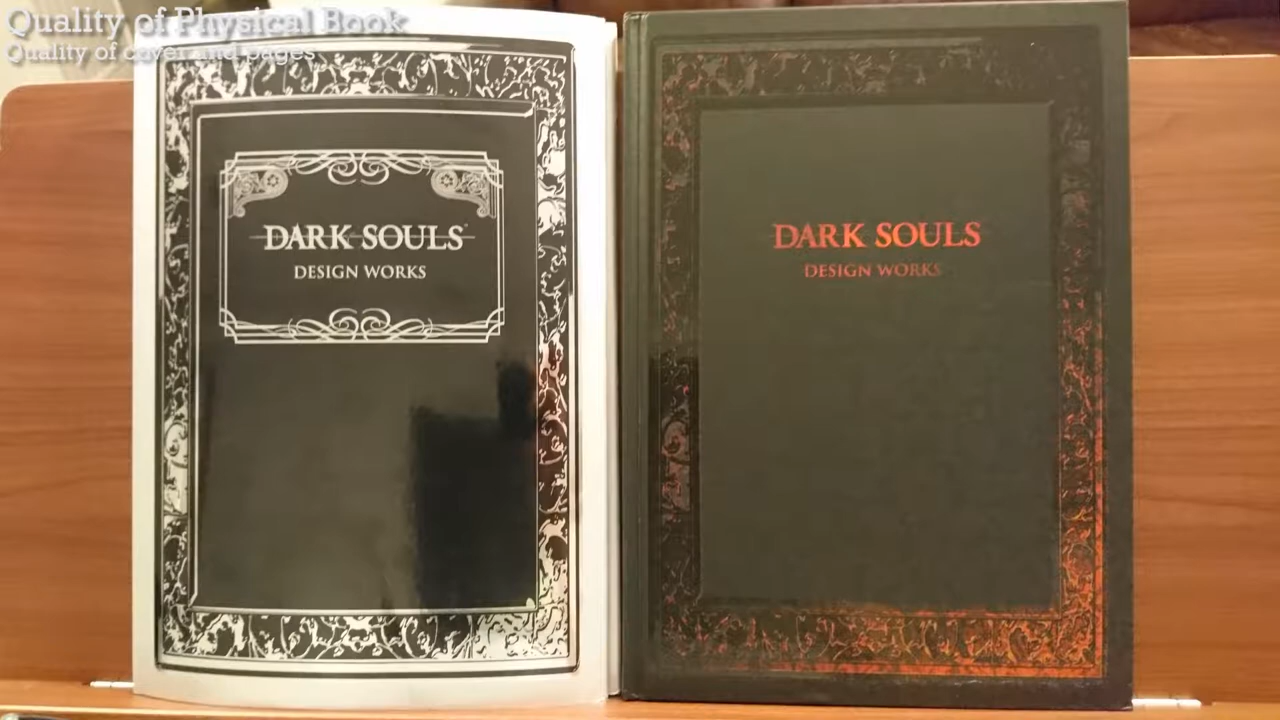 Quality of Physical Book
Quality of cover and pages
DARK SOULS
DESIGN WORKS
DARK SOULS
DESIGN WORKS